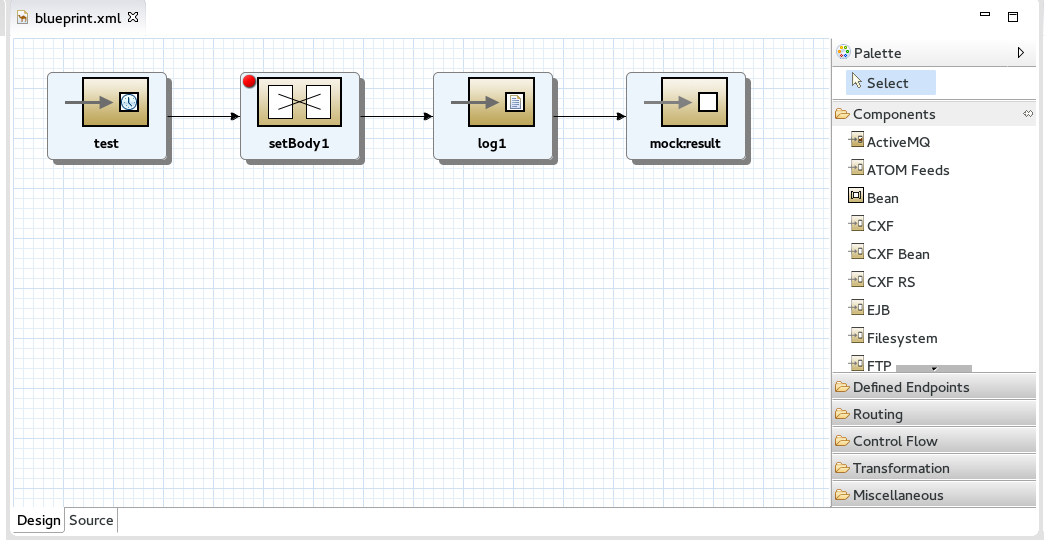 blueprint.xml
test
setBody1
log1
mock:result
Palette
Select
Components
ActiveMQ
ATOM Feeds
Bean
CXF
CXF Bean
CXF RS
EJB
Filesystem
FTP
Defined Endpoints
Routing
Control Flow
Transformation
Miscellaneous
Design Source